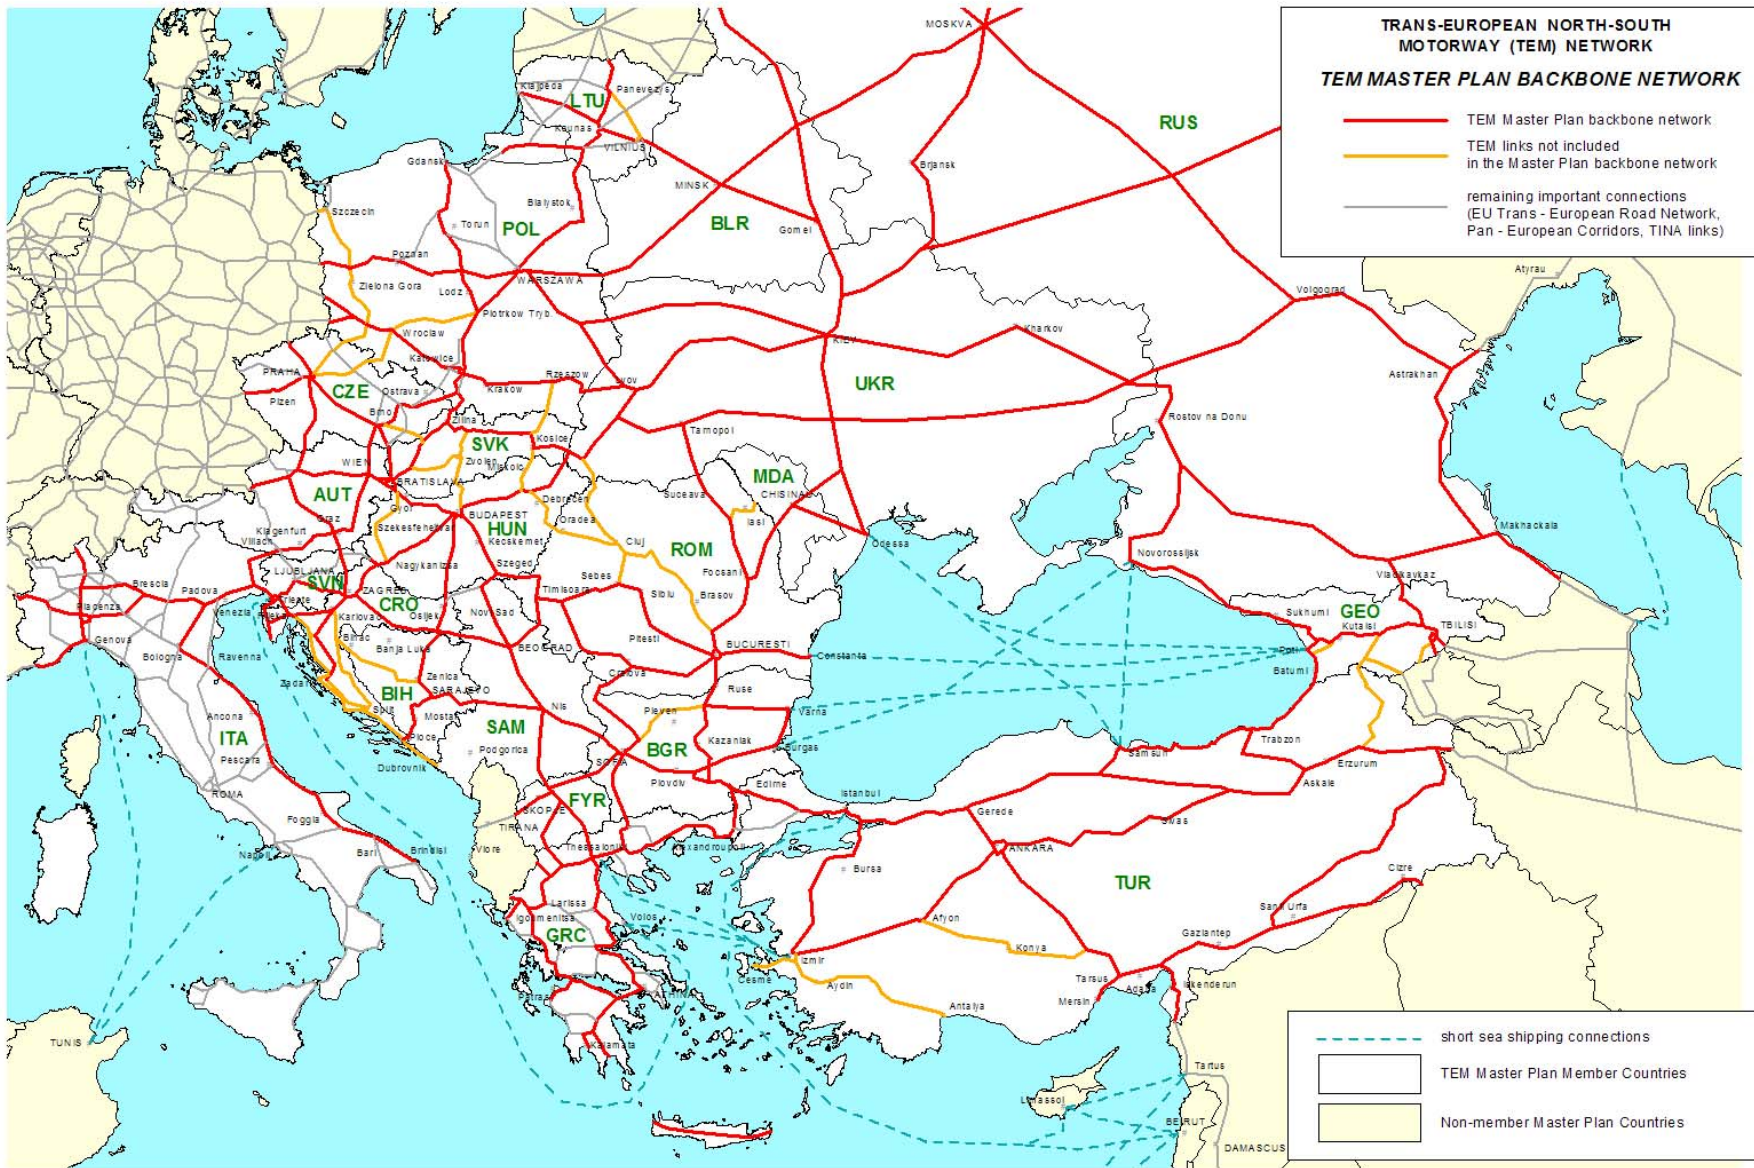 TRANS-EUROPEAN NORTH-SOUTH
MOTORWAY (TEM) NETWORK
TEM MASTER PLAN BACKBONE NETWORK
TEM Master Plan backbone network
TEM links not included
in the Master Plan backbone network
remaining important connections
(EU Trans - European Road Network,
Pan - European Corridors, TINA links)
MOSKVA
RUS
Klajpeda
Panevezys
LTU
Kaunas
VILNIUS
Gdansk
Brjansk
MINSK
Bialystok
Szczecin
Torun
POL
BLR
Gomel
Poznan
Atyrau
WARSZAWA
Zielona Gora
Lodz
Volgograd
Piotrkow Tryb.
Wroclaw
Kharkov
KIEV
Katowice
PRAHA
Rzeszow
Astrakhan
CZE
Ostrava
Krakow
UKR
Plzen
Brno
Zilina
Rostov na Donu
Tarnopol
SVK
Kosice
WIEN
Zvolen
Miskolc
MDA
BRATISLAVA
AUT
Suceava
CHISINAU
Debrecen
Gyor
BUDAPEST
Iasi
Graz
Oradea
Szekesfehervar
HUN
Makhackala
Klagenfurt
Villach
Kecskemet
Cluj
Odessa
ROM
Novorossijsk
LJUBLJANA
Nagykanizsa
Szeged
Focsani
Sebes
Vladikavkaz
Brescia
Padova
SVN
ZAGREB
Timisoara
Sibiu
Brasov
Trieste
CRO
Piacenza
Venezia
Karlovac
Osijek
Novi Sad
GEO
Sukhumi
Kutaisi
TBILISI
Genova
Bihac
Pitesti
BUCURESTI
Banja Luka
BEOGRAD
Bologna
Ravenna
Constanta
Poti
Batumi
Craiova
Zenica
Zadar
BIH
SARAJEVO
Ruse
Split
Nis
Pleven
Varna
Ancona
Mostar
ITA
SAM
Ploce
Kazanlak
Trabzon
Podgorica
BGR
Burgas
Samsun
Pescara
Dubrovnik
SOFIA
Erzurum
Plovdiv
Edirne
Askale
ROMA
Istanbul
FYR
SKOPJE
Gerede
Foggia
TIRANA
Sivas
Napoli
Bari
Brindisi
Vlore
Thessaloniki
Alexandroupoli
ANKARA
Bursa
Cizre
TUR
Larissa
Igoumenitsa
Volos
Afyon
Sanli Urfa
GRC
Konya
Gaziantep
Izmir
Cesme
Aydin
Tarsus
Adana
Iskenderun
Patras
ATHINAI
Mersin
Antalya
TUNIS
Kalamata
short sea shipping connections
Tartus
TEM Master Plan Member Countries
Limassol
BEIRUT
Non-member Master Plan Countries
DAMASCUS